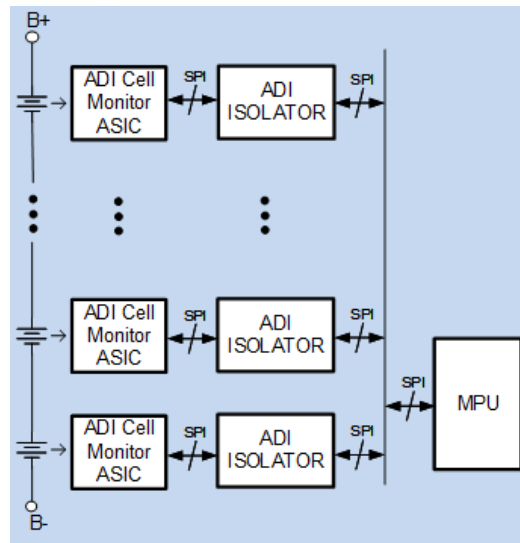 B+
ADI Cell
Monitor
ASIC
SPI
ADI
ISOLATOR
SPI
ADI Cell
Monitor
ASIC
SPI
ADI
ISOLATOR
SPI
SPI
MPU
ADI Cell
Monitor
ASIC
SPI
ADI
ISOLATOR
SPI
B-